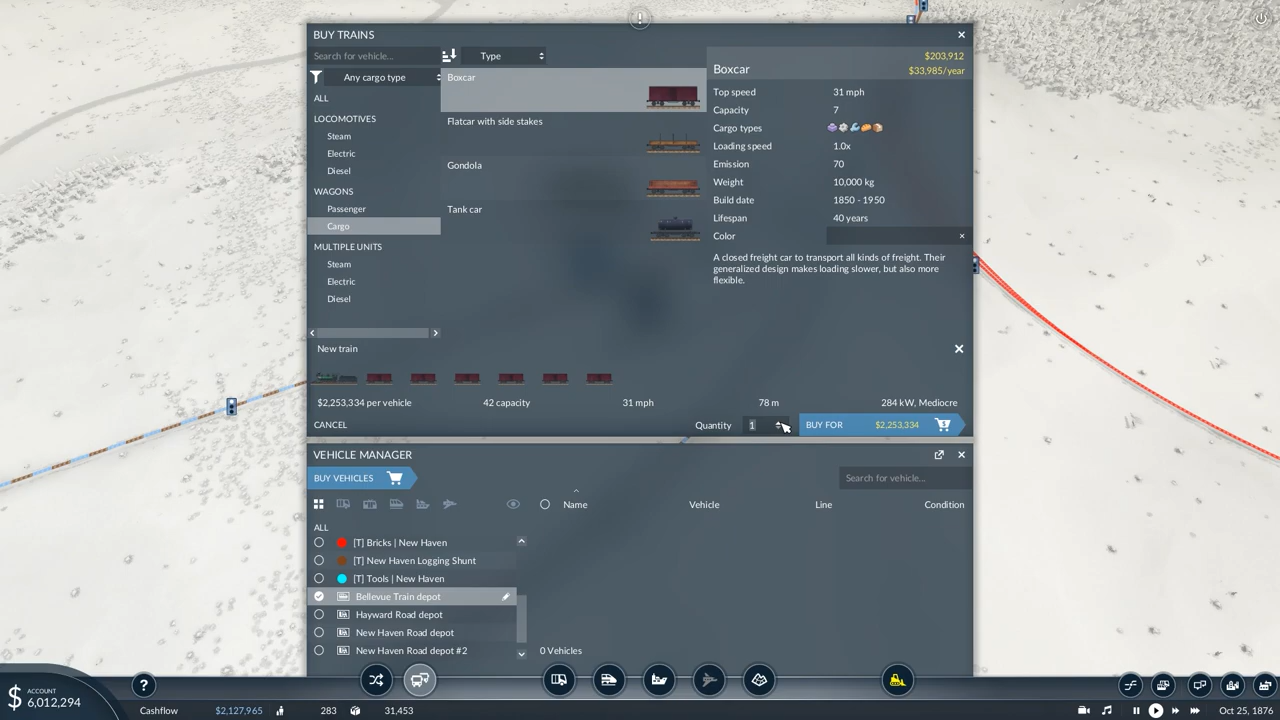 BUY TRAINS
Search for vehicle...
Type
Any cargo type
ALL
LOCOMOTIVES
Steam
Electric
Diesel
WAGONS
Passenger
Cargo
MULTIPLE UNITS
Steam
Electric
Diesel
Boxcar
Flatcar with side stakes
Gondola
Tank car
$203,912
Boxcar
$33,985/year
Top speed 31 mph
Capacity 7
Cargo types
Loading speed 1.0x
Emission 70
Weight 10,000 kg
Build date 1850 - 1950
Lifespan 40 years
Color
A closed freight car to transport all kinds of freight. Their
generalized design makes loading slower, but also more
flexible.
New train
$2,253,334 per vehicle 42 capacity 31 mph 78 m 284 kW, Mediocre
CANCEL Quantity 1 BUY FOR $2,253,334
VEHICLE MANAGER
BUY VEHICLES
Search for vehicle...
Name Vehicle Line Condition
ALL
[T] Bricks | New Haven
[T] New Haven Logging Shunt
[T] Tools | New Haven
Bellevue Train depot
Hayward Road depot
New Haven Road depot
New Haven Road depot #2
0 Vehicles
ACCOUNT
$ 6,012,294
?
Cashflow $2,127,965 283 31,453 Oct 25, 1876